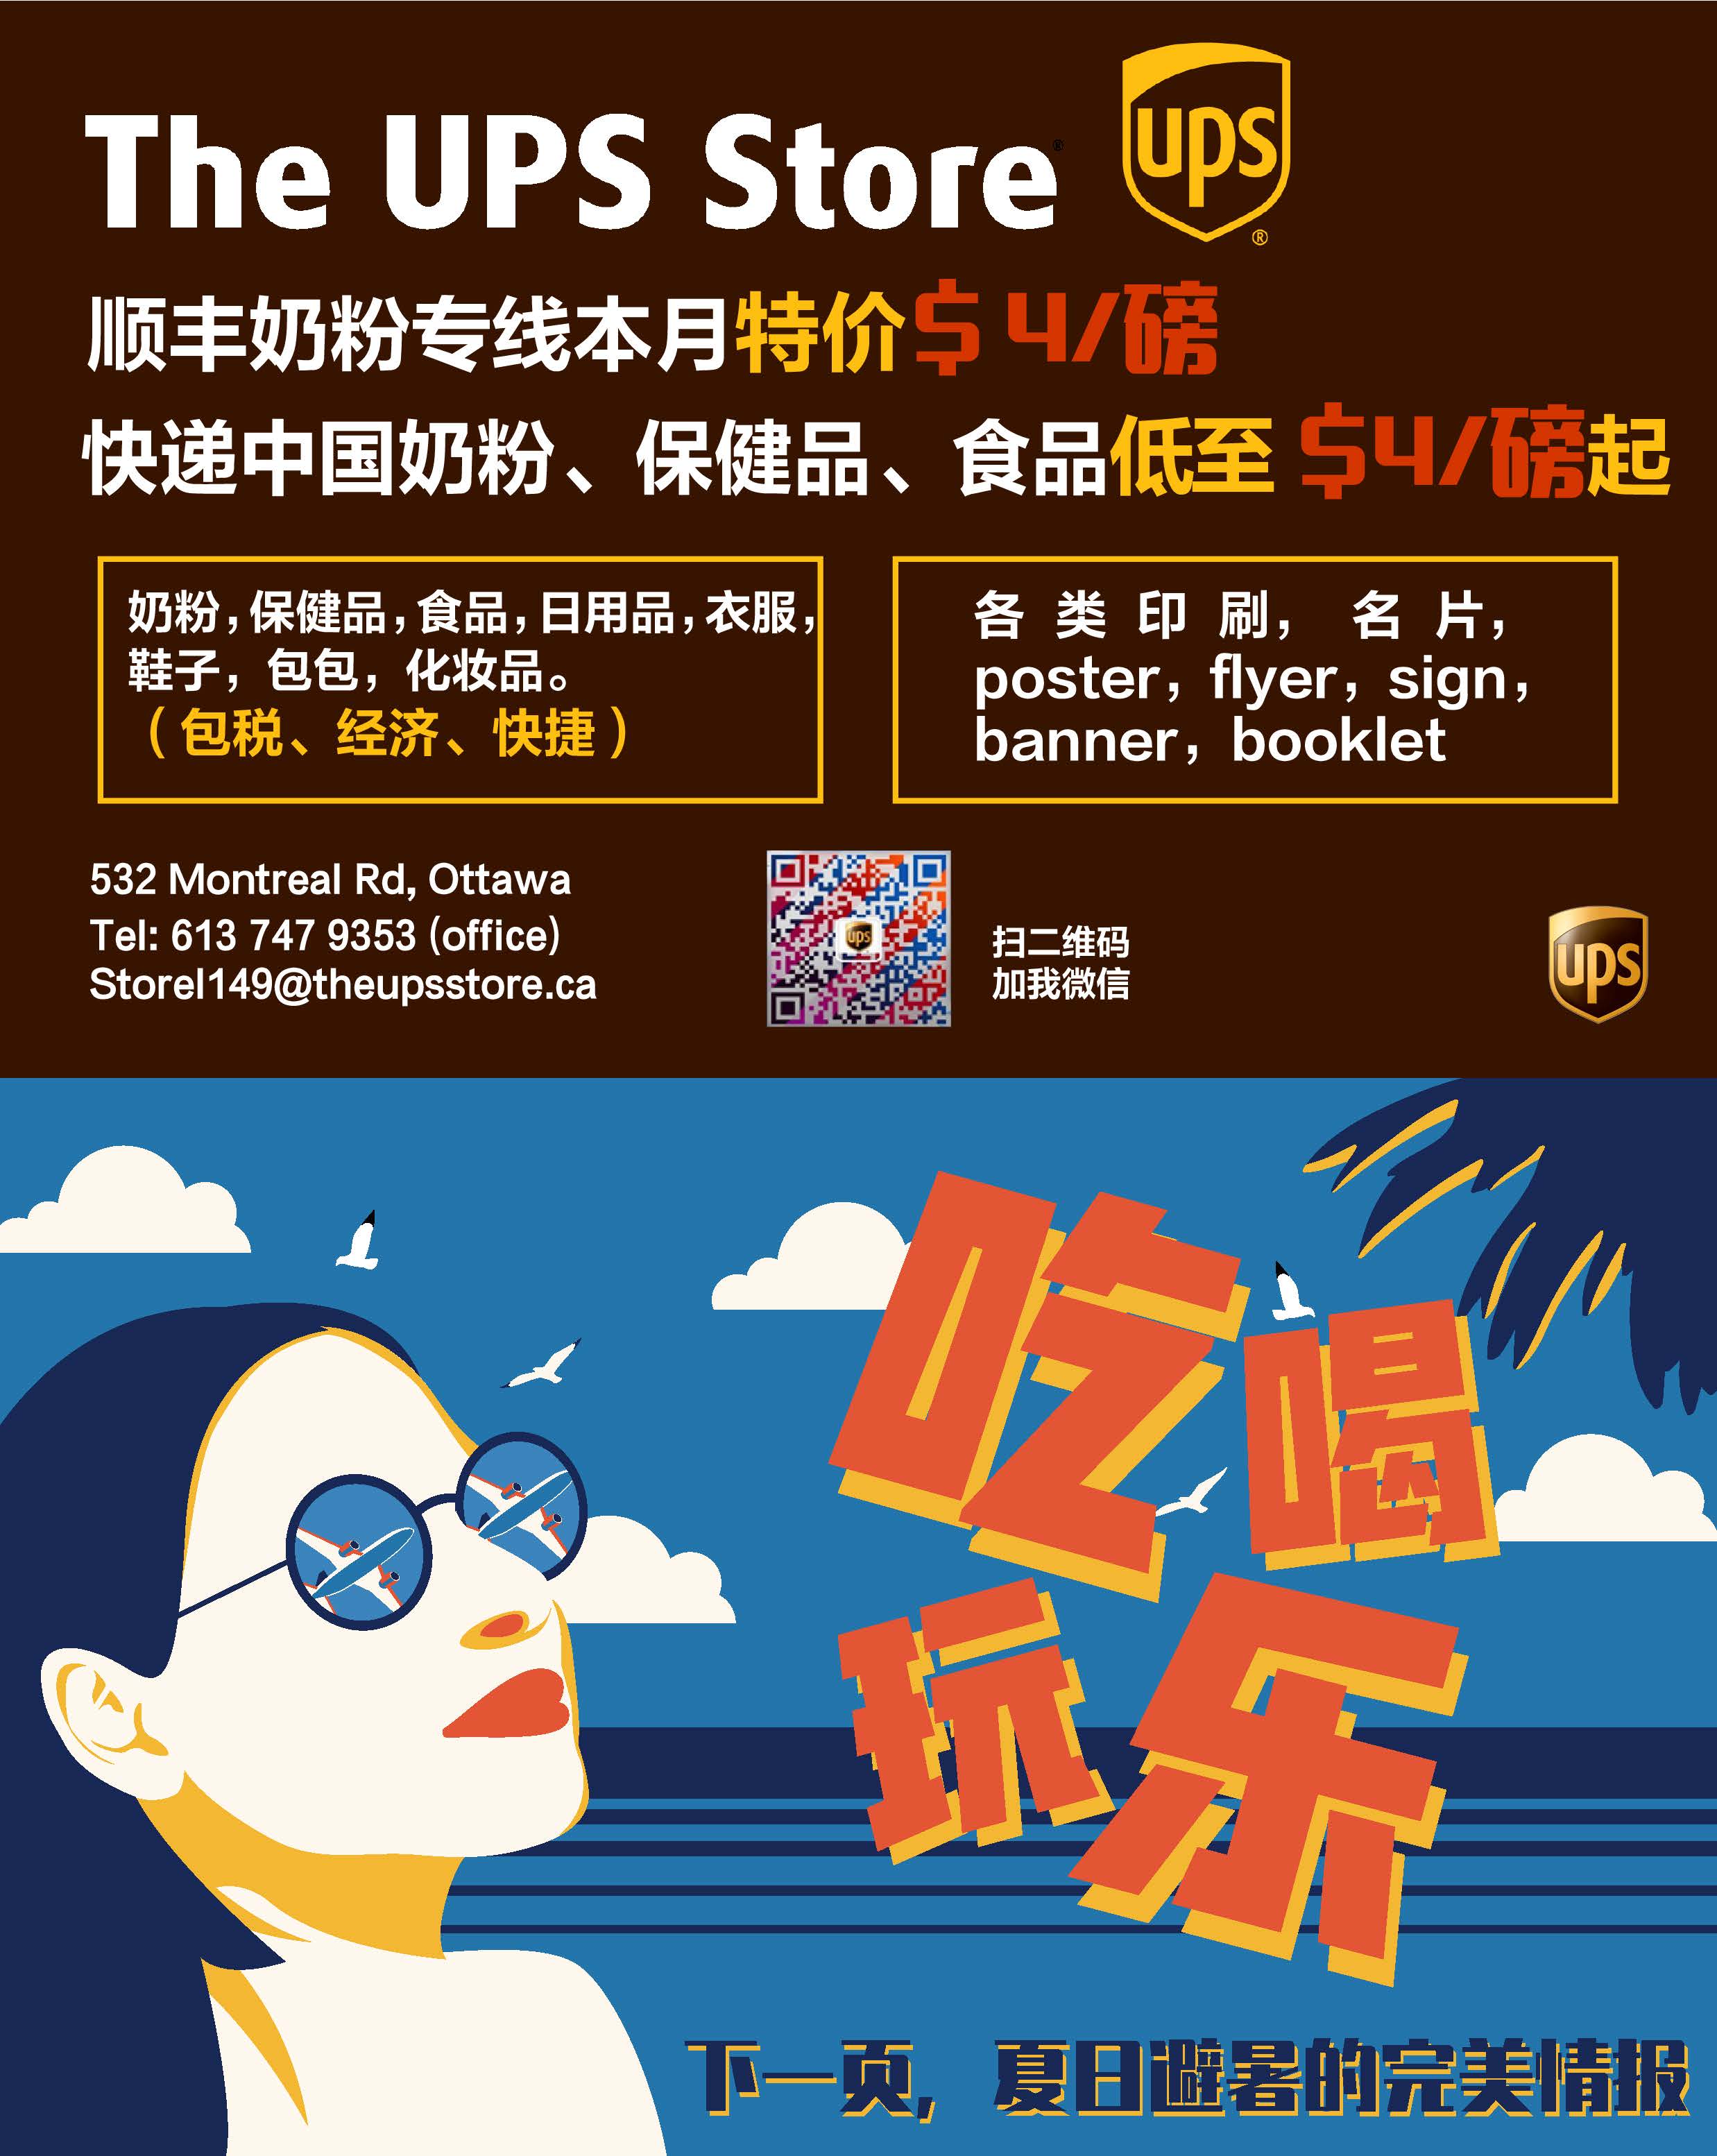 The UPS Store®
ups
®
顺丰奶粉专线本月特价$ 4/磅
快递中国奶粉、保健品、食品低至 $4/磅起
奶粉，保健品，食品，日用品，衣服，
鞋子，包包，化妆品。
（包税、经济、快捷）
各类印刷，名片，
poster，flyer，sign，
banner，booklet
532 Montreal Rd, Ottawa
Tel: 613 747 9353 (office)
Storel149@theupsstore.ca
ups
扫二维码
加我微信
ups
吃喝
玩乐
下一页，夏日避暑的完美情报